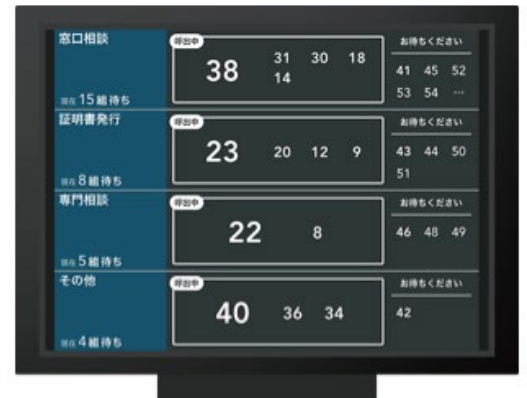 窓口相談
呼出中
38 31 30 18
14
お待ちください
41 45 52
53 54 …
現在15組待ち
証明書発行
呼出中
23 20 12 9
お待ちください
43 44 50
51
現在8組待ち
専門相談
呼出中
22 8
お待ちください
46 48 49
現在5組待ち
その他
呼出中
40 36 34
お待ちください
42
現在4組待ち